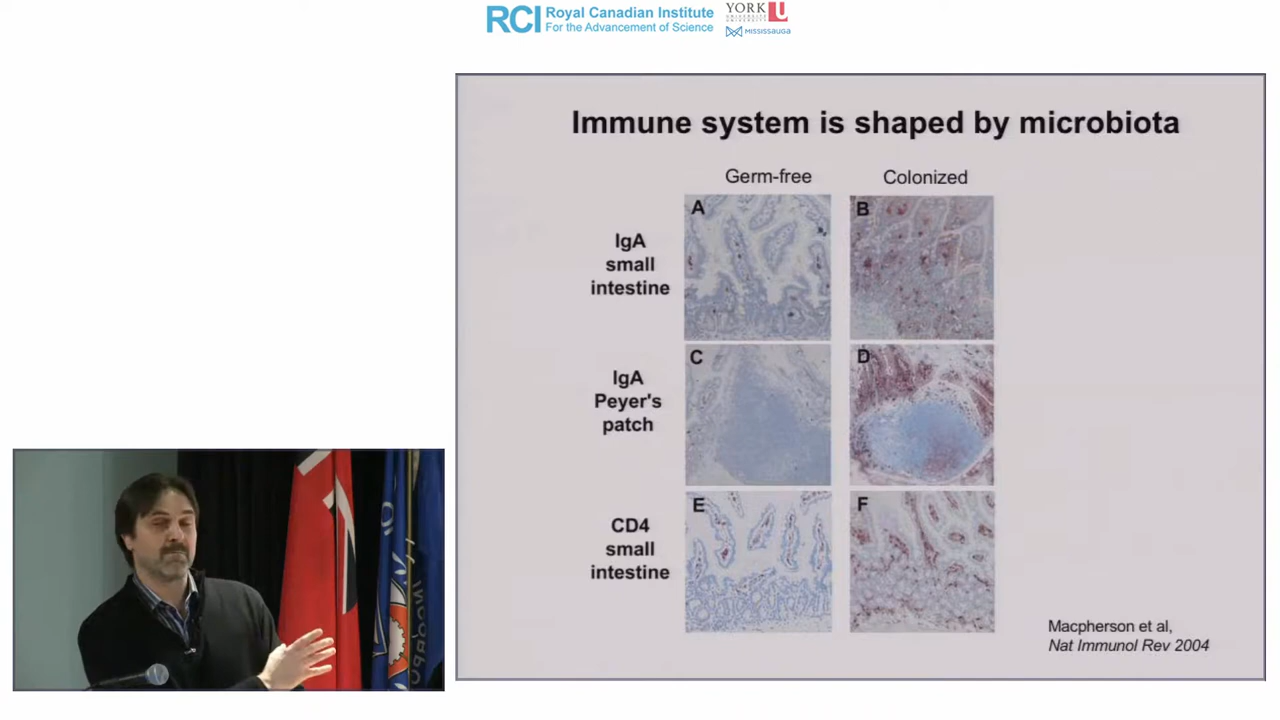 RCI Royal Canadian Institute
For the Advancement of Science
YORK U
UNIVERSITY
MISSISSAUGA
Immune system is shaped by microbiota
Germ-free
Colonized
A
B
IgA
small
intestine
C
D
IgA
Peyer's
patch
E
F
CD4
small
intestine
Macpherson et al,
Nat Immunol Rev 2004